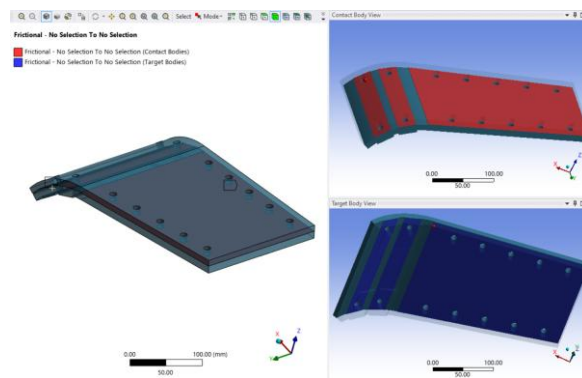 Select
Mode
Frictional - No Selection To No Selection
Frictional - No Selection To No Selection (Contact Bodies)
Frictional - No Selection To No Selection (Target Bodies)
0.00
100.00 (mm)
50.00
X
Z
Y
Contact Body View
0.00
100.00
50.00
Z
X
Y
Target Body View
0.00
100.00
50.00
X
Z